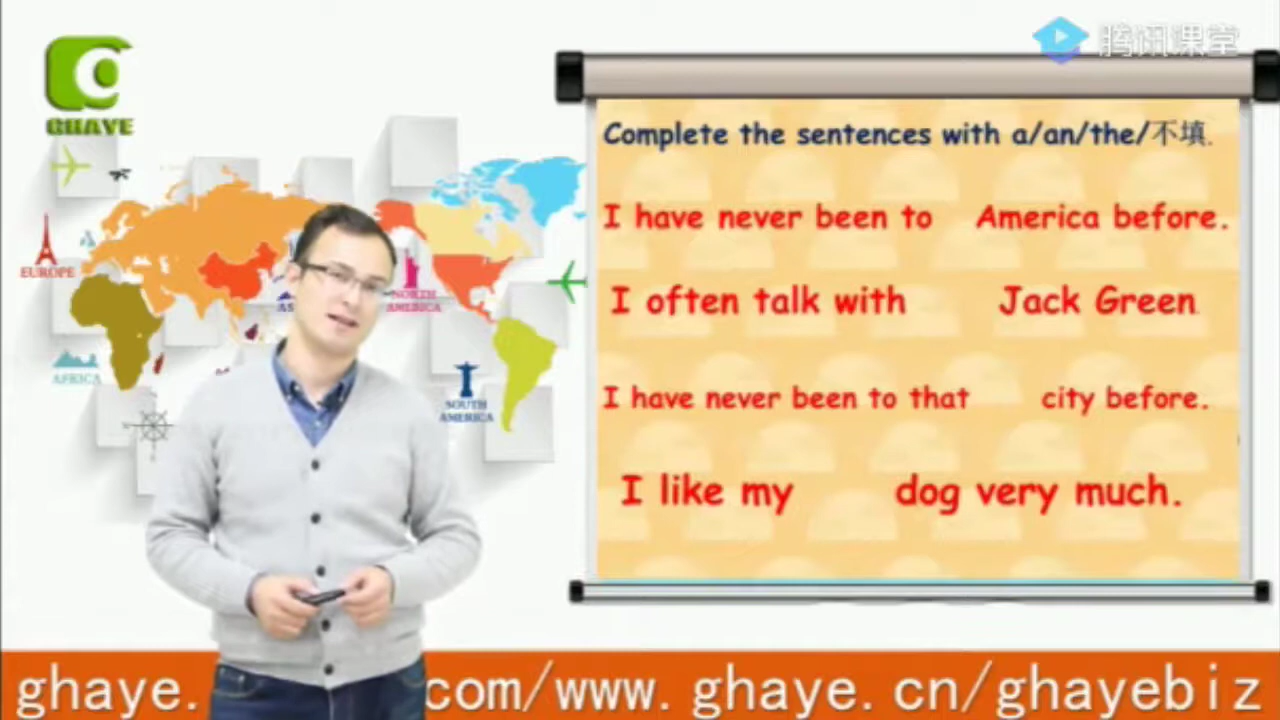 GHAYE
腾讯课堂
Complete the sentences with a/an/the/不填.
I have never been to America before.
I often talk with Jack Green
I have never been to that city before.
I like my dog very much.
EUROPE
NORTH
AMERICA
AFRICA
SOUTH
AMERICA
ghaye. com/www. ghaye. cn/ghayebiz